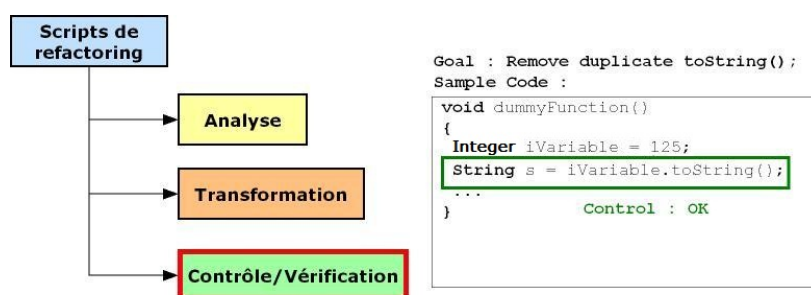 Scripts de
refactoring
Analyse
Transformation
Contrôle/Vérification
Goal : Remove duplicate toString();
Sample Code :
void dummyFunction()
{
Integer iVariable = 125;
String s = iVariable.toString();
...
}
Control : OK